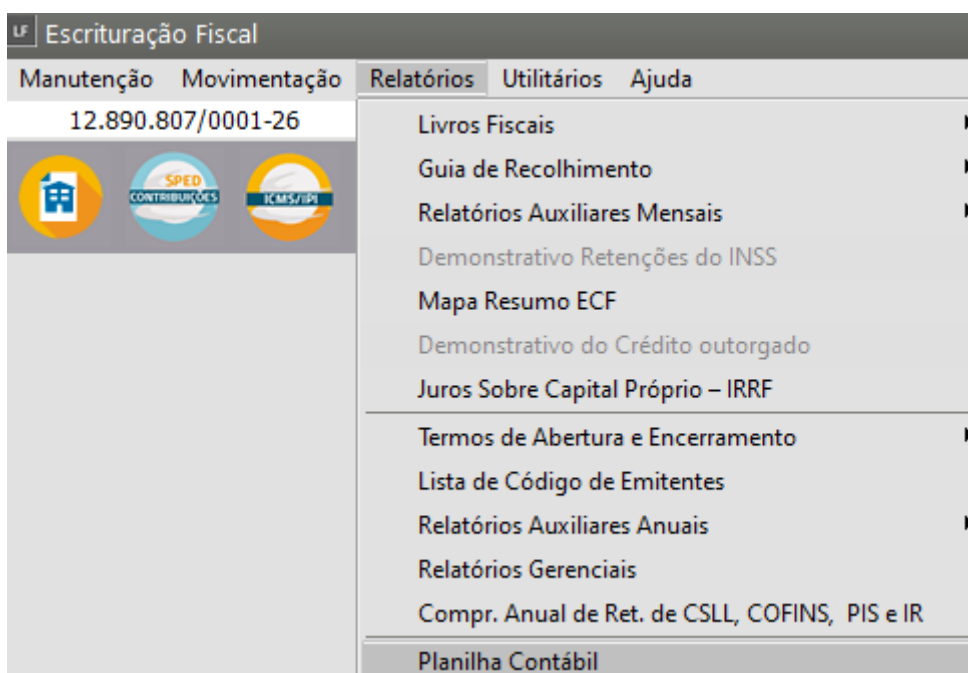 LF Escrituração Fiscal
Manutenção Movimentação Relatórios Utilitários Ajuda
12.890.807/0001-26
SPED
CONTRIBUIÇÕES
ICMS/IPI
Livros Fiscais
Guia de Recolhimento
Relatórios Auxiliares Mensais
Demonstrativo Retenções do INSS
Mapa Resumo ECF
Demonstrativo do Crédito outorgado
Juros Sobre Capital Próprio – IRRF
Termos de Abertura e Encerramento
Lista de Código de Emitentes
Relatórios Auxiliares Anuais
Relatórios Gerenciais
Compr. Anual de Ret. de CSLL, COFINS, PIS e IR
Planilha Contábil